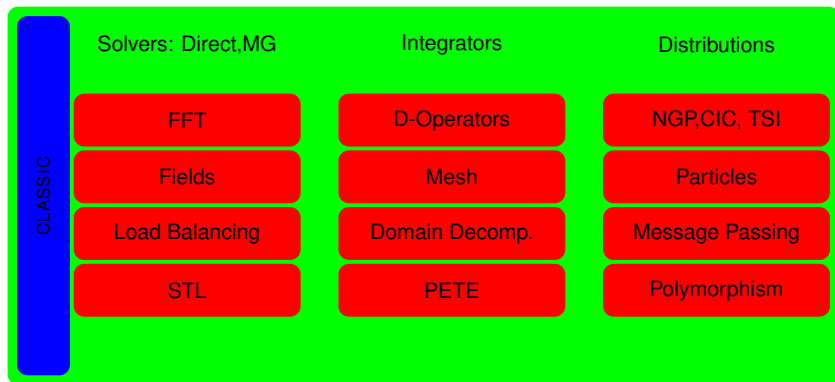 Solvers: Direct,MG
Integrators
Distributions
CLASSIC
FFT
D-Operators
NGP,CIC, TSI
Fields
Mesh
Particles
Load Balancing
Domain Decomp.
Message Passing
STL
PETE
Polymorphism